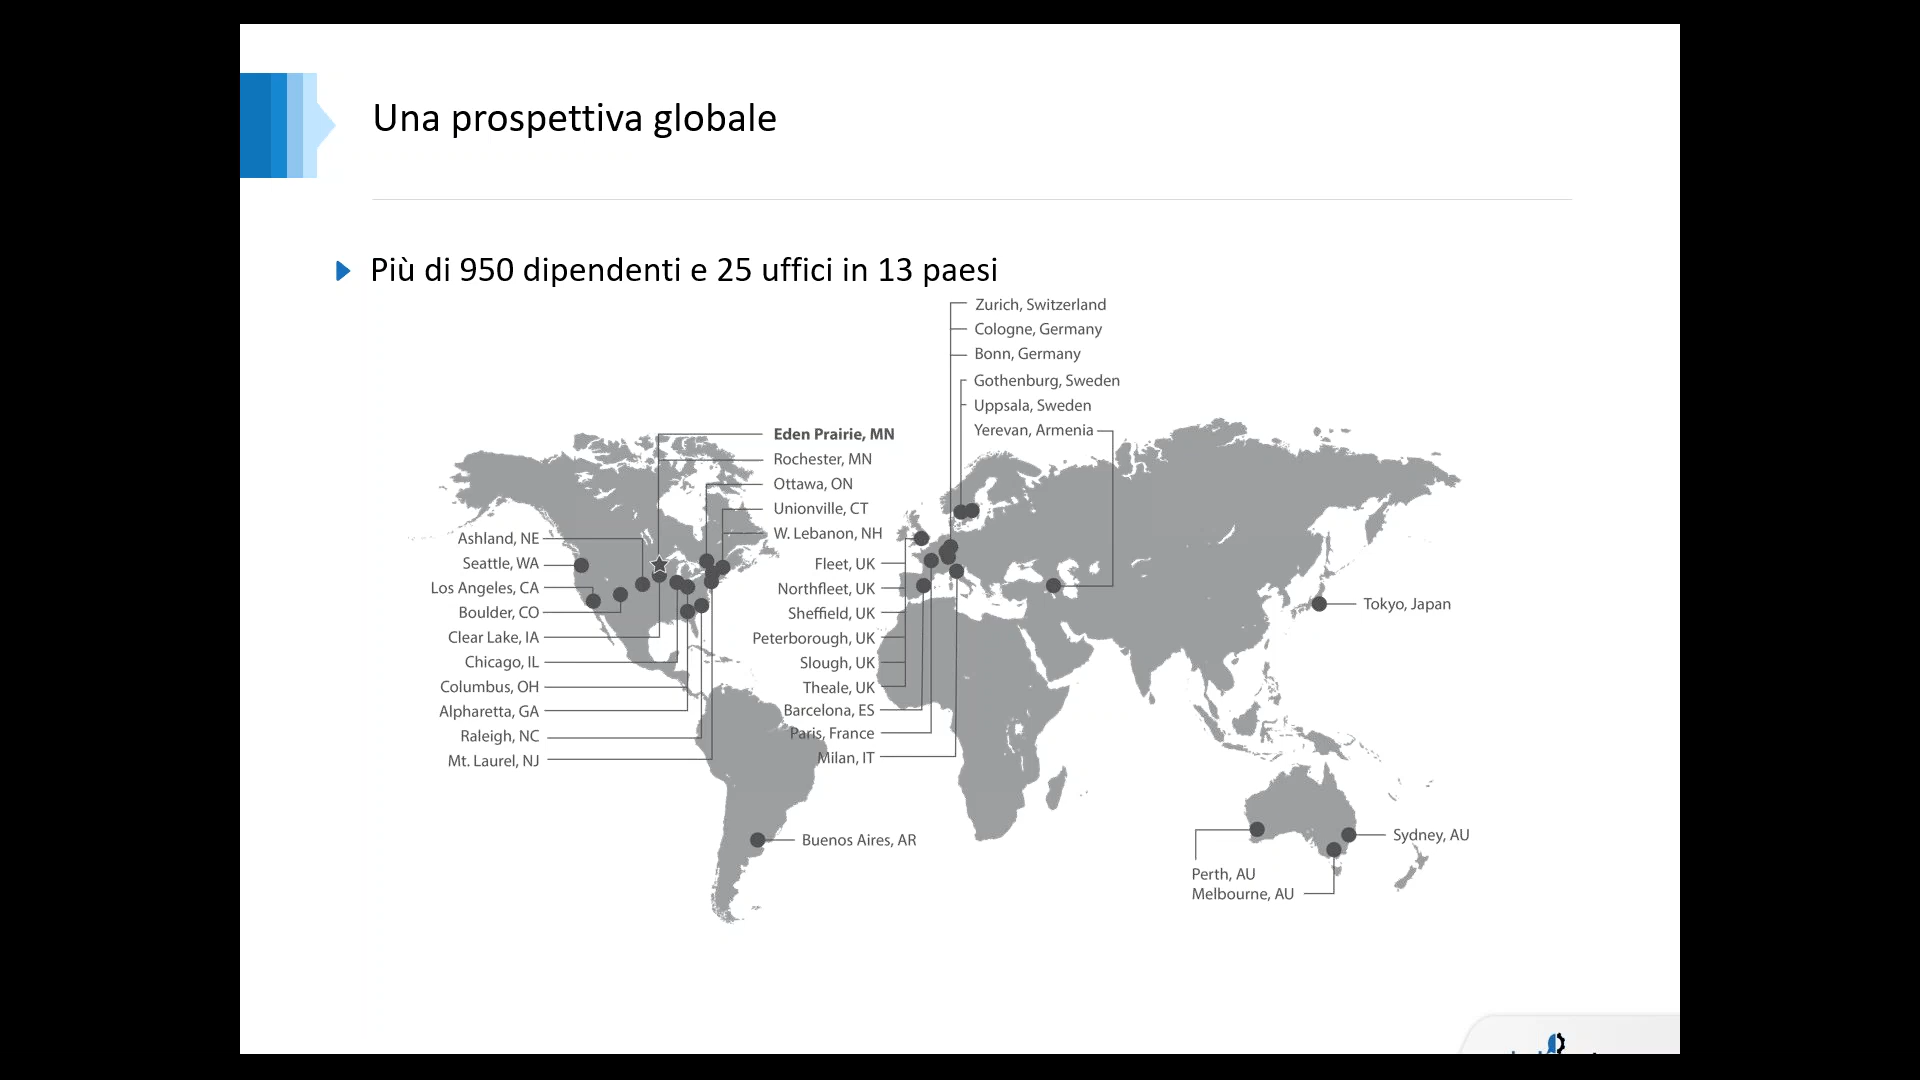 Una prospettiva globale
Più di 950 dipendenti e 25 uffici in 13 paesi
Zurich, Switzerland
Cologne, Germany
Bonn, Germany
Gothenburg, Sweden
Uppsala, Sweden
Yerevan, Armenia
Eden Prairie, MN
Rochester, MN
Ottawa, ON
Unionville, CT
W. Lebanon, NH
Ashland, NE
Seattle, WA
Los Angeles, CA
Boulder, CO
Clear Lake, IA
Chicago, IL
Columbus, OH
Alpharetta, GA
Raleigh, NC
Mt. Laurel, NJ
Fleet, UK
Northfleet, UK
Sheffield, UK
Peterborough, UK
Slough, UK
Theale, UK
Barcelona, ES
Paris, France
Milan, IT
Tokyo, Japan
Buenos Aires, AR
Sydney, AU
Perth, AU
Melbourne, AU